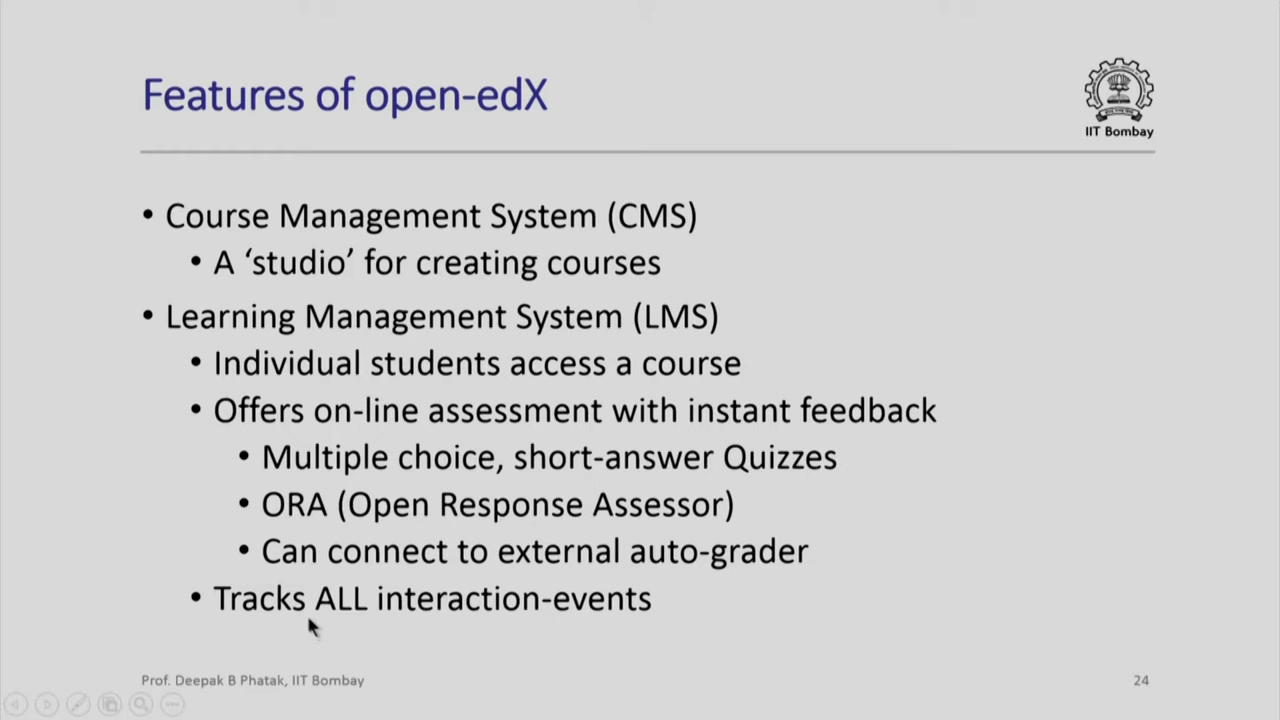 Features of open-edX
IIT Bombay
• Course Management System (CMS)
• A ‘studio’ for creating courses
• Learning Management System (LMS)
• Individual students access a course
• Offers on-line assessment with instant feedback
• Multiple choice, short-answer Quizzes
• ORA (Open Response Assessor)
• Can connect to external auto-grader
• Tracks ALL interaction-events
Prof. Deepak B Phatak, IIT Bombay
24